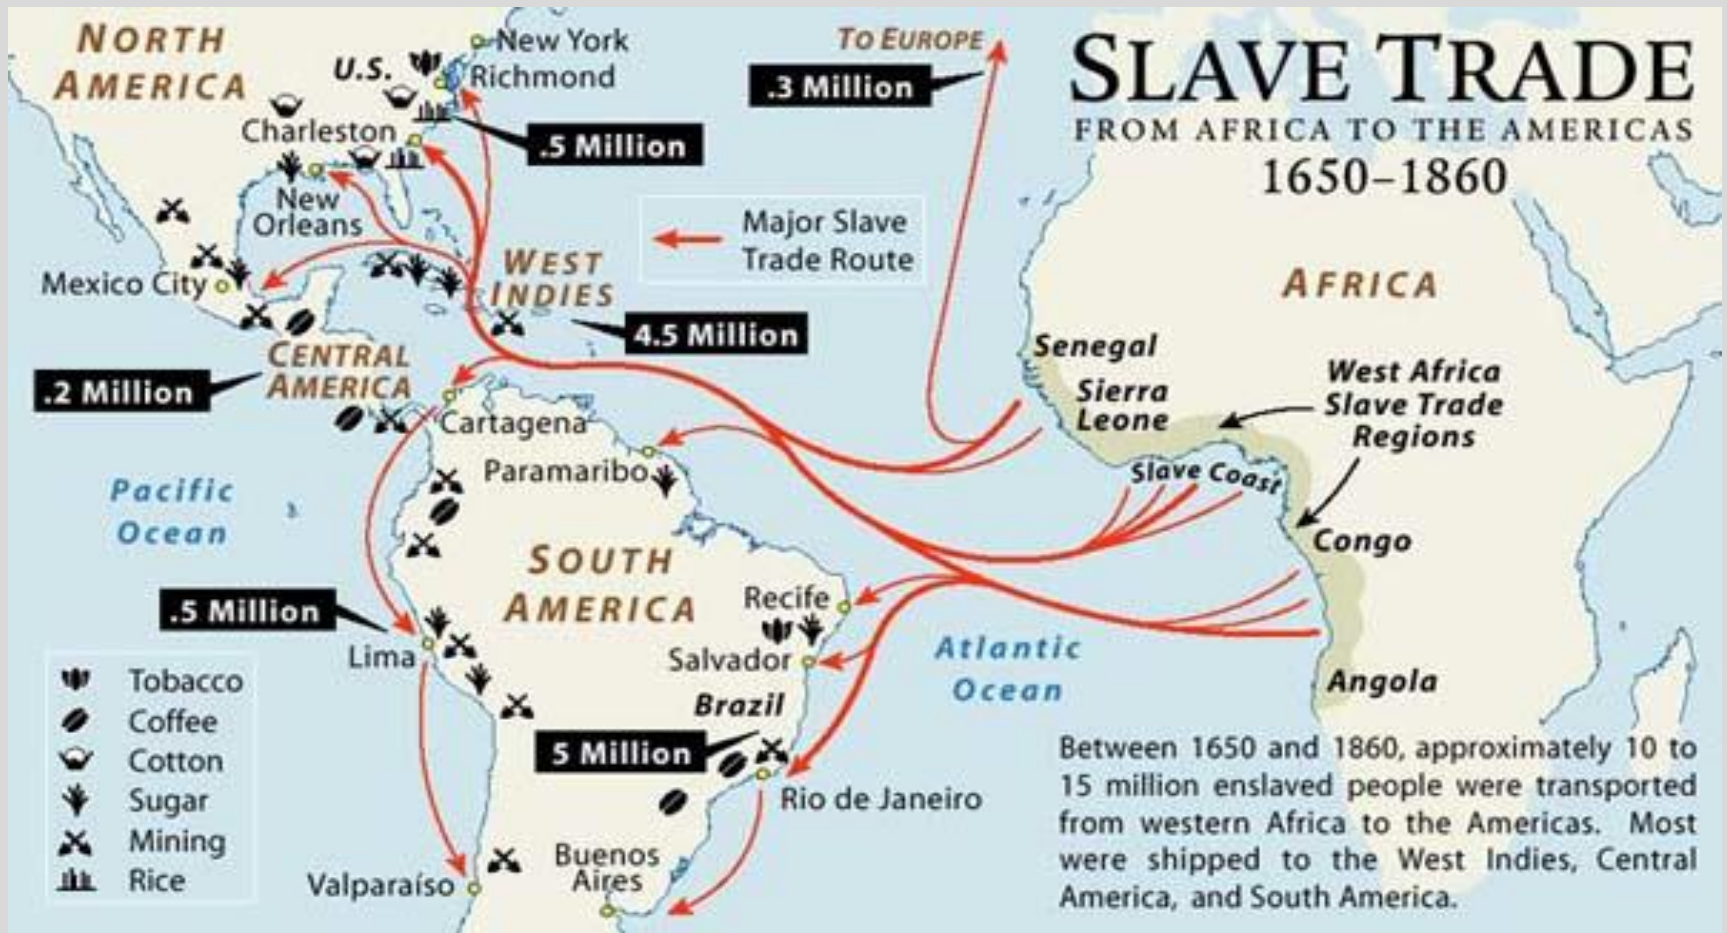 NORTH
AMERICA
New York
U.S.
Richmond
Charleston
.5 Million
New
Orleans
Mexico City
WEST
INDIES
4.5 Million
CENTRAL
AMERICA
.2 Million
Cartagena
Paramaribo
Pacific
Ocean
SOUTH
AMERICA
.5 Million
Lima
Recife
Salvador
Brazil
5 Million
Rio de Janeiro
Valparaíso
Buenos
Aires
Tobacco
Coffee
Cotton
Sugar
Mining
Rice
TO EUROPE
.3 Million
Major Slave
Trade Route
Atlantic
Ocean
SLAVE TRADE
FROM AFRICA TO THE AMERICAS
1650–1860
AFRICA
Senegal
Sierra
Leone
West Africa
Slave Trade
Regions
Slave Coast
Congo
Angola
Between 1650 and 1860, approximately 10 to
15 million enslaved people were transported
from western Africa to the Americas. Most
were shipped to the West Indies, Central
America, and South America.